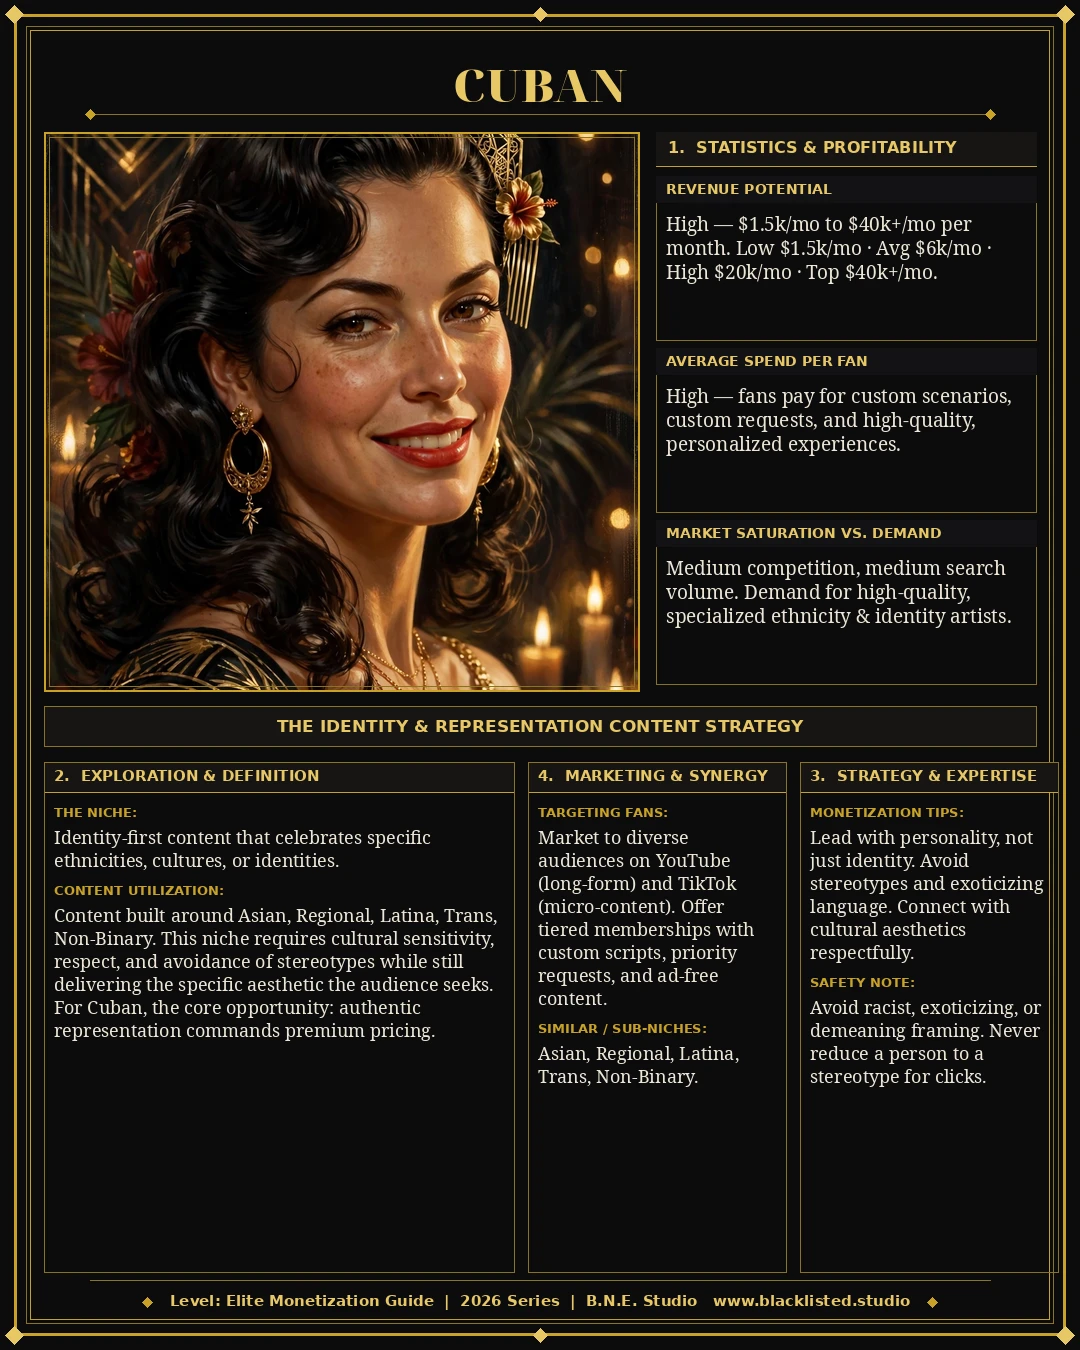 CUBAN
1. STATISTICS & PROFITABILITY
REVENUE POTENTIAL
High — $1.5k/mo to $40k+/mo per
month. Low $1.5k/mo · Avg $6k/mo ·
High $20k/mo · Top $40k+/mo.
AVERAGE SPEND PER FAN
High — fans pay for custom scenarios,
custom requests, and high-quality,
personalized experiences.
MARKET SATURATION VS. DEMAND
Medium competition, medium search
volume. Demand for high-quality,
specialized ethnicity & identity artists.
THE IDENTITY & REPRESENTATION CONTENT STRATEGY
2. EXPLORATION & DEFINITION
THE NICHE:
Identity-first content that celebrates specific
ethnicities, cultures, or identities.
CONTENT UTILIZATION:
Content built around Asian, Regional, Latina, Trans,
Non-Binary. This niche requires cultural sensitivity,
respect, and avoidance of stereotypes while still
delivering the specific aesthetic the audience seeks.
For Cuban, the core opportunity: authentic
representation commands premium pricing.
4. MARKETING & SYNERGY
TARGETING FANS:
Market to diverse
audiences on YouTube
(long-form) and TikTok
(micro-content). Offer
tiered memberships with
custom scripts, priority
requests, and ad-free
content.
SIMILAR / SUB-NICHES:
Asian, Regional, Latina,
Trans, Non-Binary.
3. STRATEGY & EXPERTISE
MONETIZATION TIPS:
Lead with personality, not
just identity. Avoid
stereotypes and exoticizing
language. Connect with
cultural aesthetics
respectfully.
SAFETY NOTE:
Avoid racist, exoticizing, or
demeaning framing. Never
reduce a person to a
stereotype for clicks.
Level: Elite Monetization Guide | 2026 Series | B.N.E. Studio www.blacklisted.studio